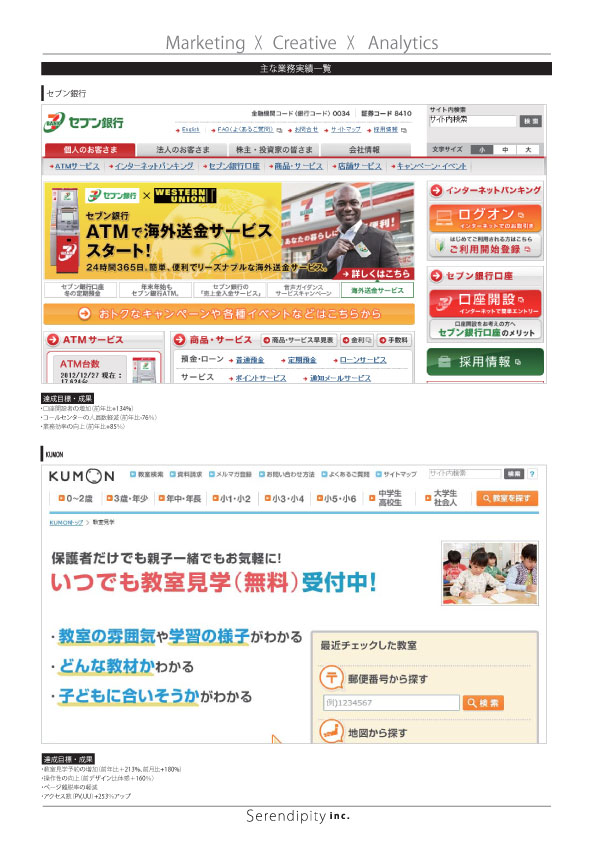 Marketing X Creative X Analytics
主な業務実績一覧
セブン銀行
セブン銀行
金融機関コード(銀行コード) 0034 証券コード 8410
English FAQ(よくあるご質問) お問合せ サイトマップ 採用情報
サイト内検索
サイト内検索 検索
文字サイズ 小 中 大
個人のお客さま 法人のお客さま 株主・投資家の皆さま 会社情報
ATMサービス インターネットバンキング セブン銀行口座 商品・サービス 店舗サービス キャンペーン・イベント
セブン銀行 × WESTERN UNION
セブン銀行
ATMで海外送金サービス
スタート!
24時間365日、簡単、便利でリーズナブルな海外送金サービス。
詳しくはこちら
セブン銀行口座
冬の定期預金
年末年始も
セブン銀行ATM。
セブン銀行の
「売上金入金サービス」
音声ガイダンス
サービスキャンペーン
海外送金サービス
おトクなキャンペーンや各種イベントなどはこちらから
インターネットバンキング
ログオン
インターネットでのお取引き
はじめてご利用される方はこちら
ご利用開始登録
セブン銀行口座
口座開設
インターネットで簡単エントリー
口座開設をお考えの方へ
セブン銀行口座のメリット
採用情報
ATMサービス
ATM台数
2012/12/27 現在:
商品・サービス 商品・サービス早見表 金利 手数料
預金・ローン 普通預金 定期預金 ローンサービス
サービス ポイントサービス 通知メールサービス
達成目標・成果
・口座開設者の増加(前年比+134%)
・コールセンターの人員数軽減(前年比-76%)
・業務効率の向上(前年比+85%)
KUMON
KUMON
教室検索 資料請求 メルマガ登録 お問い合わせ方法 よくあるご質問 サイトマップ サイト内検索 検索 ?
0~2歳 3歳・年少 年中・年長 小1・小2 小3・小4 小5・小6 中学生 高校生 大学生 社会人 教室を探す
KUMONトップ > 教室見学
保護者だけでも親子一緒でもお気軽に!
いつでも教室見学(無料)受付中!
・教室の雰囲気や学習の様子がわかる
・どんな教材かわかる
・子どもに合いそうかがわかる
最近チェックした教室
〒 郵便番号から探す
例)1234567 検索
地図から探す
達成目標・成果
・教室見学予約の増加(前年比+213%、前月比+180%)
・操作性の向上(前デザイン比体感+160%)
・ページ離脱率の軽減
・アクセス数(PV,UU)+253%アップ
Serendipity inc.